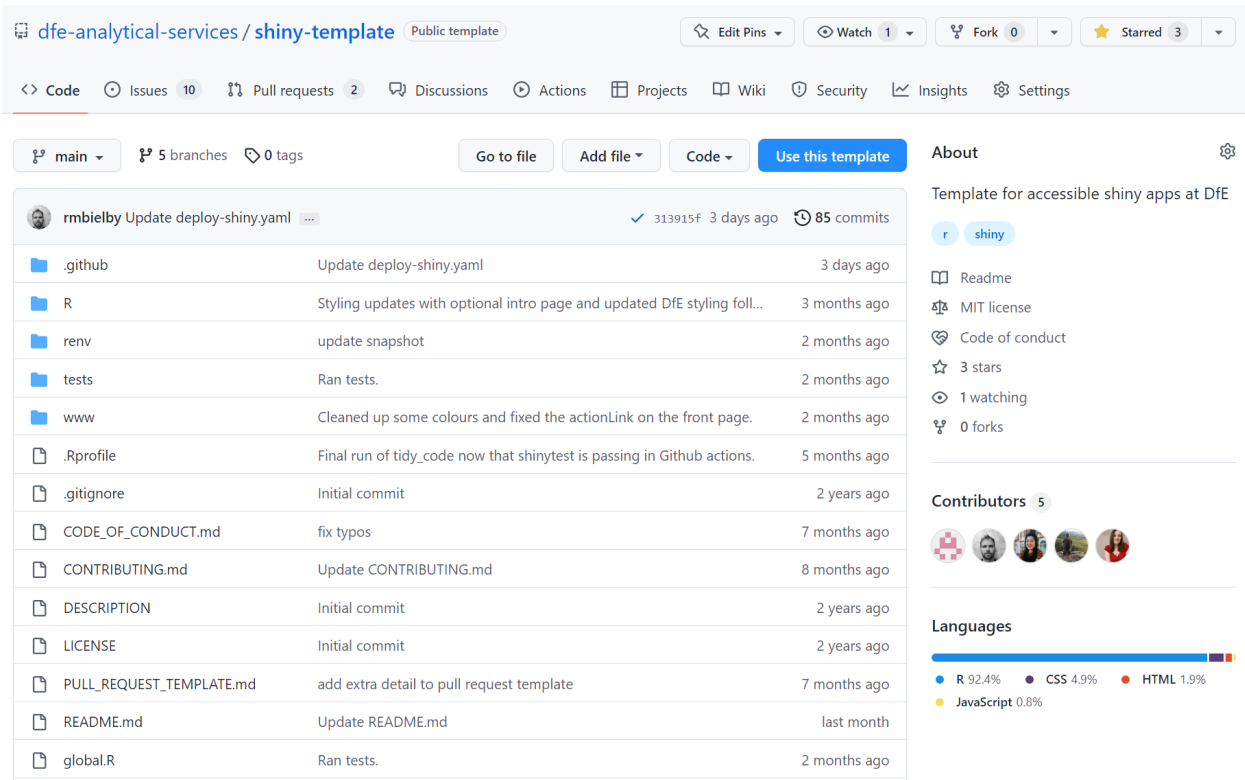 dfe-analytical-services / shiny-template Public template Edit Pins Watch 1 Fork 0 Starred 3
<> Code Issues 10 Pull requests 2 Discussions Actions Projects Wiki Security Insights Settings
main 5 branches 0 tags Go to file Add file Code Use this template
rmbielby Update deploy-shiny.yaml ... 313915f 3 days ago 85 commits
.github Update deploy-shiny.yaml 3 days ago
R Styling updates with optional intro page and updated DfE styling foll... 3 months ago
renv update snapshot 2 months ago
tests Ran tests. 2 months ago
www Cleaned up some colours and fixed the actionLink on the front page. 2 months ago
.Rprofile Final run of tidy_code now that shinytest is passing in Github actions. 5 months ago
.gitignore Initial commit 2 years ago
CODE_OF_CONDUCT.md fix typos 7 months ago
CONTRIBUTING.md Update CONTRIBUTING.md 8 months ago
DESCRIPTION Initial commit 2 years ago
LICENSE Initial commit 2 years ago
PULL_REQUEST_TEMPLATE.md add extra detail to pull request template 7 months ago
README.md Update README.md last month
global.R Ran tests. 2 months ago
About
Template for accessible shiny apps at DfE
r shiny
Readme
MIT license
Code of conduct
3 stars
1 watching
0 forks
Contributors 5
Languages
R 92.4% CSS 4.9% HTML 1.9%
JavaScript 0.8%